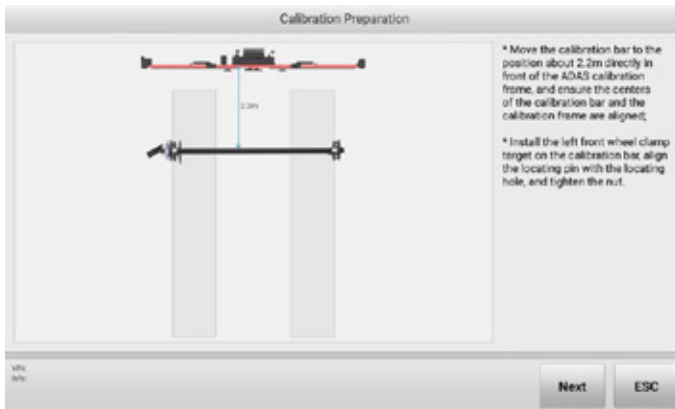 Calibration Preparation
* Move the calibration bar to the
position about 2.2m directly in
front of the ADAS calibration
frame, and ensure the centers
of the calibration bar and the
calibration frame are aligned;
* Install the left front wheel clamp
target on the calibration bar, align
the locating pin with the locating
hole, and tighten the nut.
2.2m
VIN:
Info:
Next
ESC